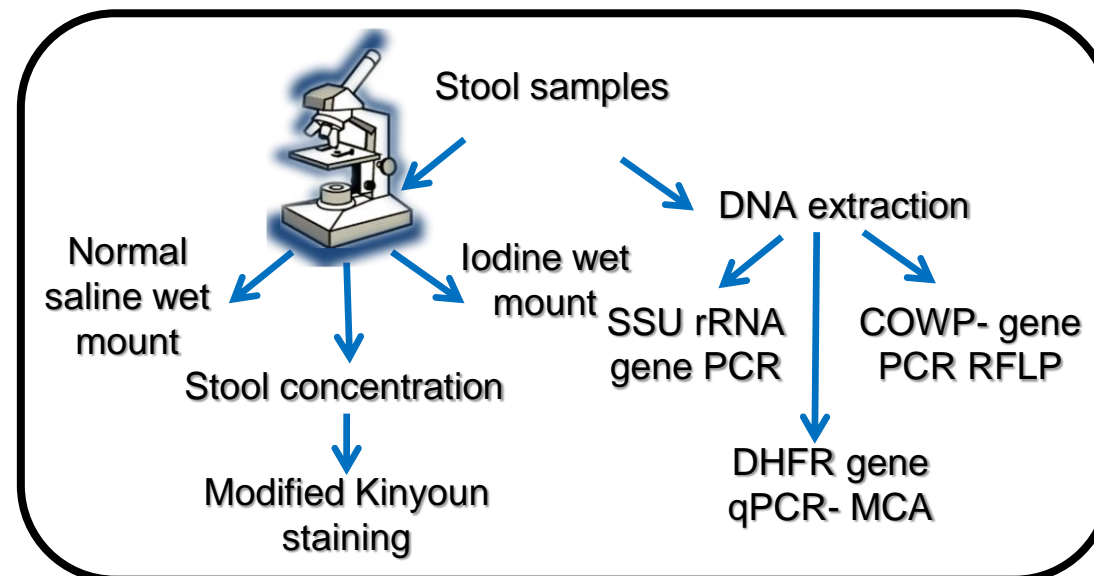 Stool samples
Normal
saline wet
mount
Iodine wet
mount
Stool concentration
Modified Kinyoun
staining
DNA extraction
SSU rRNA
gene PCR
COWP- gene
PCR RFLP
DHFR gene
qPCR- MCA